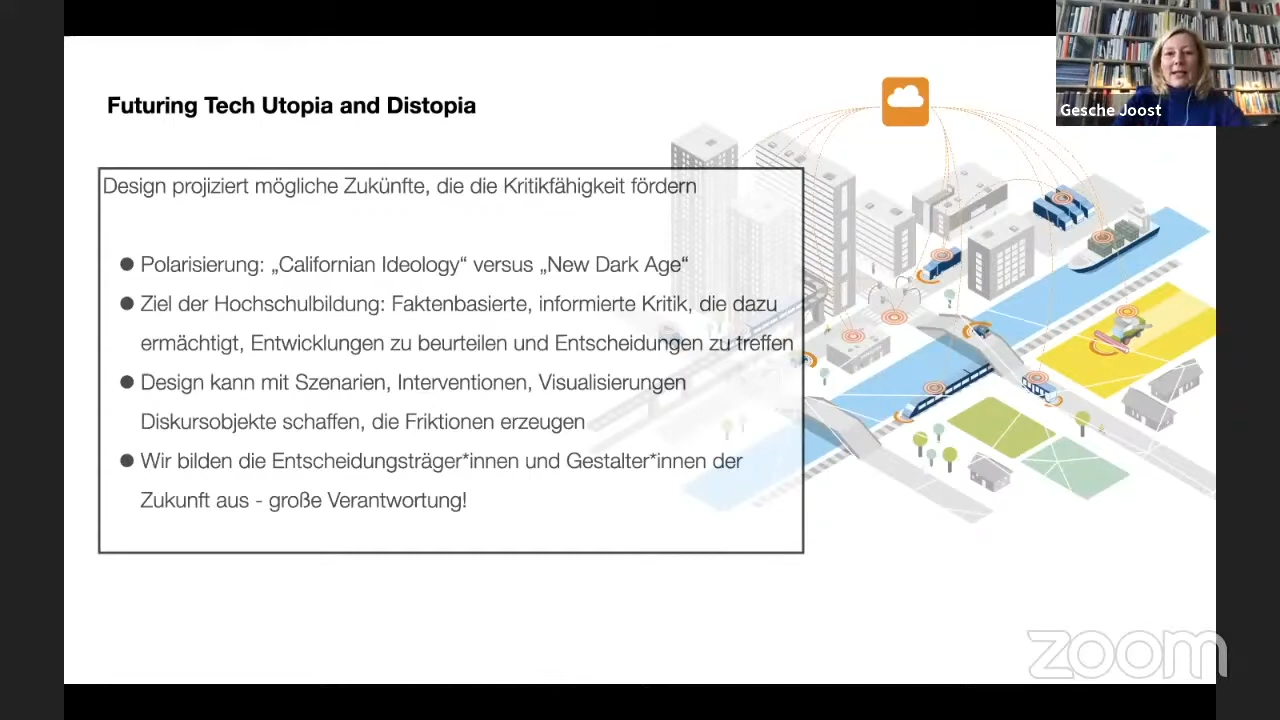 Futuring Tech Utopia and Distopia
Gesche Joost
Design projiziert mögliche Zukünfte, die die Kritikfähigkeit fördern
● Polarisierung: „Californian Ideology“ versus „New Dark Age“
● Ziel der Hochschulbildung: Faktenbasierte, informierte Kritik, die dazu
ermächtigt, Entwicklungen zu beurteilen und Entscheidungen zu treffen
● Design kann mit Szenarien, Interventionen, Visualisierungen
Diskursobjekte schaffen, die Friktionen erzeugen
● Wir bilden die Entscheidungsträger*innen und Gestalter*innen der
Zukunft aus - große Verantwortung!
zoom